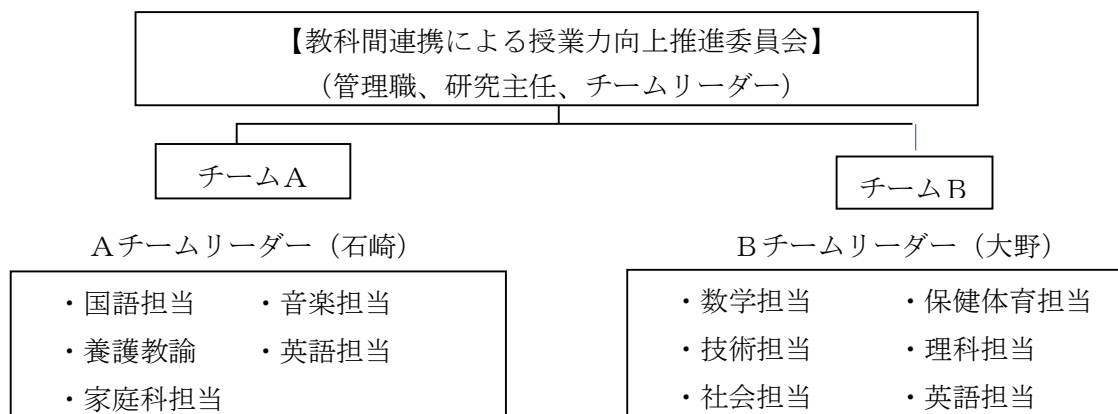 【教科間連携による授業力向上推進委員会】
（管理職、研究主任、チームリーダー）
チームＡ
Ａチームリーダー（石崎）
・国語担当　・音楽担当
・養護教諭　・英語担当
・家庭科担当
チームＢ
Ｂチームリーダー（大野）
・数学担当　・保健体育担当
・技術担当　・理科担当
・社会担当　・英語担当